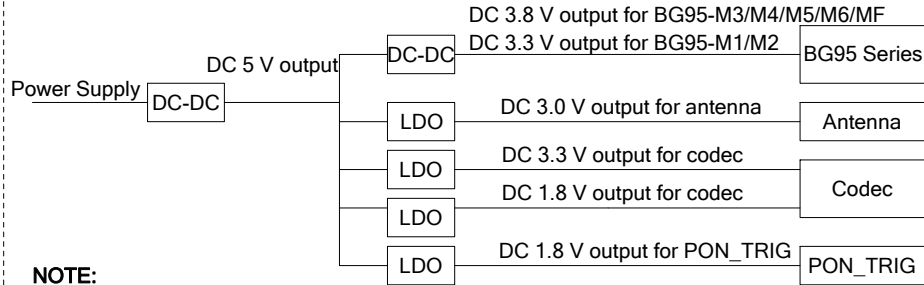 DC 3.8 V output for BG95-M3/M4/M5/M6/MF
DC-DC
DC 3.3 V output for BG95-M1/M2
BG95 Series
DC 5 V output
Power Supply
DC-DC
LDO
DC 3.0 V output for antenna
Antenna
LDO
DC 3.3 V output for codec
Codec
LDO
DC 1.8 V output for codec
LDO
DC 1.8 V output for PON_TRIG
PON_TRIG
NOTE: